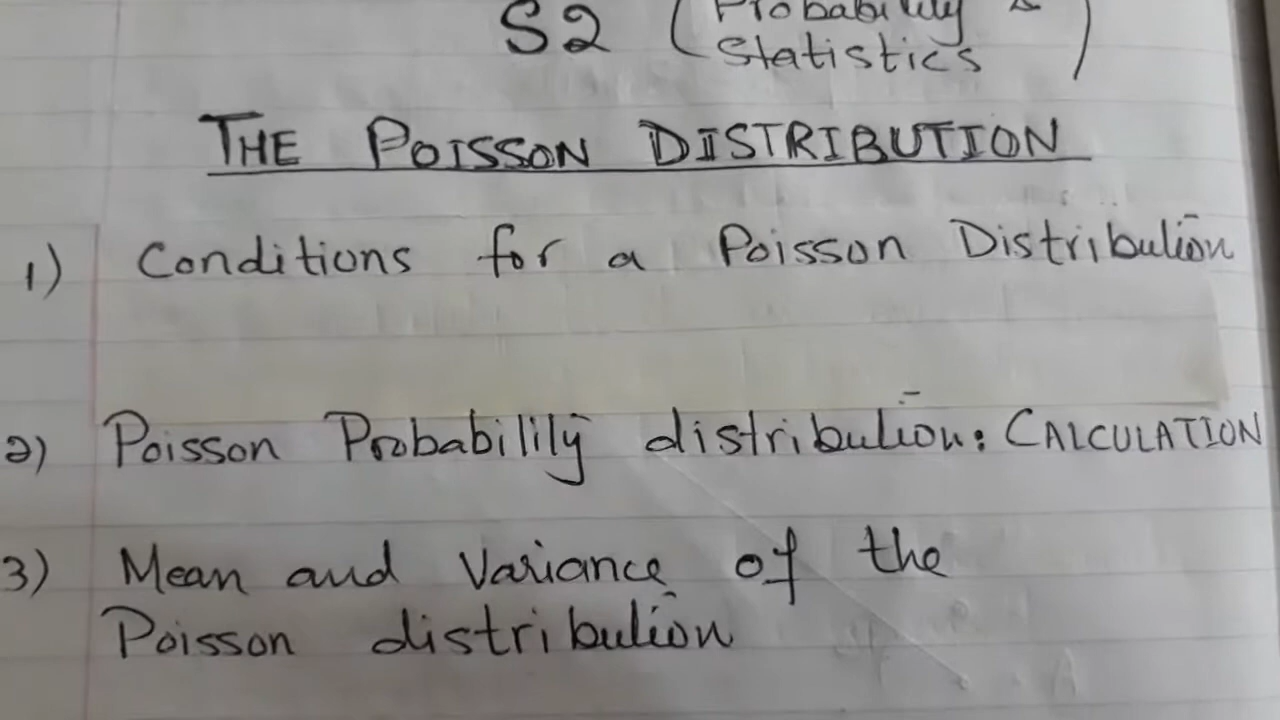 S2 (Probability &
Statistics)
THE POISSON DISTRIBUTION
1) Conditions for a Poisson Distribution
2) Poisson Probability distribution: CALCULATION
3) Mean and Variance of the
Poisson distribution